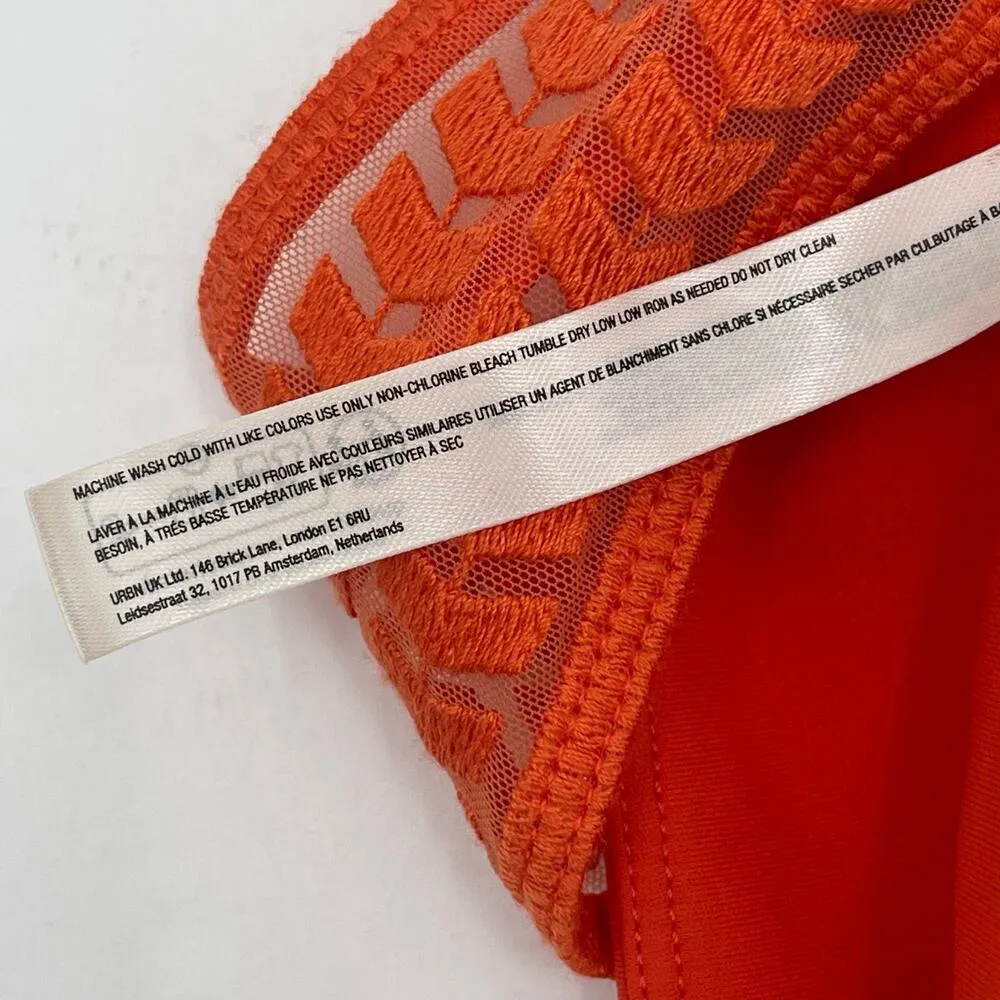 MACHINE WASH COLD WITH LIKE COLORS USE ONLY NON-CHLORINE BLEACH TUMBLE DRY LOW LOW IRON AS NEEDED DO NOT DRY CLEAN
LAVER À LA MACHINE À L'EAU FROIDE AVEC COULEURS SIMILAIRES UTILISER UN AGENT DE BLANCHIMENT SANS CHLORE SI NÉCESSAIRE SECHER PAR CULBUTAGE À
BESOIN, À TRÉS BASSE TEMPÉRATURE NE PAS NETTOYER À SEC
URBN UK Ltd. 146 Brick Lane, London E1 6RU
Leidsestraat 32, 1017 PB Amsterdam, Netherlands